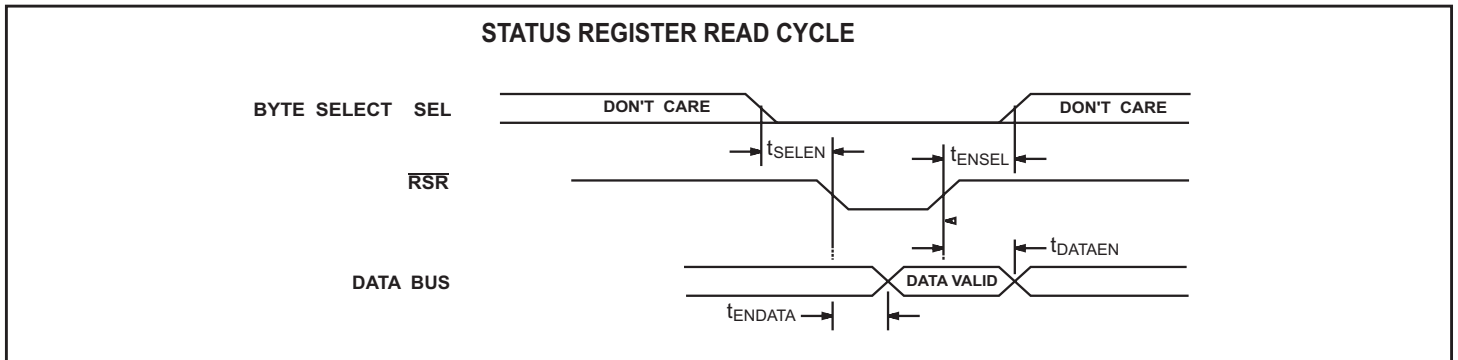 STATUS REGISTER READ CYCLE
BYTE SELECT SEL
DON'T CARE
DON'T CARE
tSELEN
tENSEL
RSR
tDATAEN
DATA BUS
DATA VALID
tENDATA